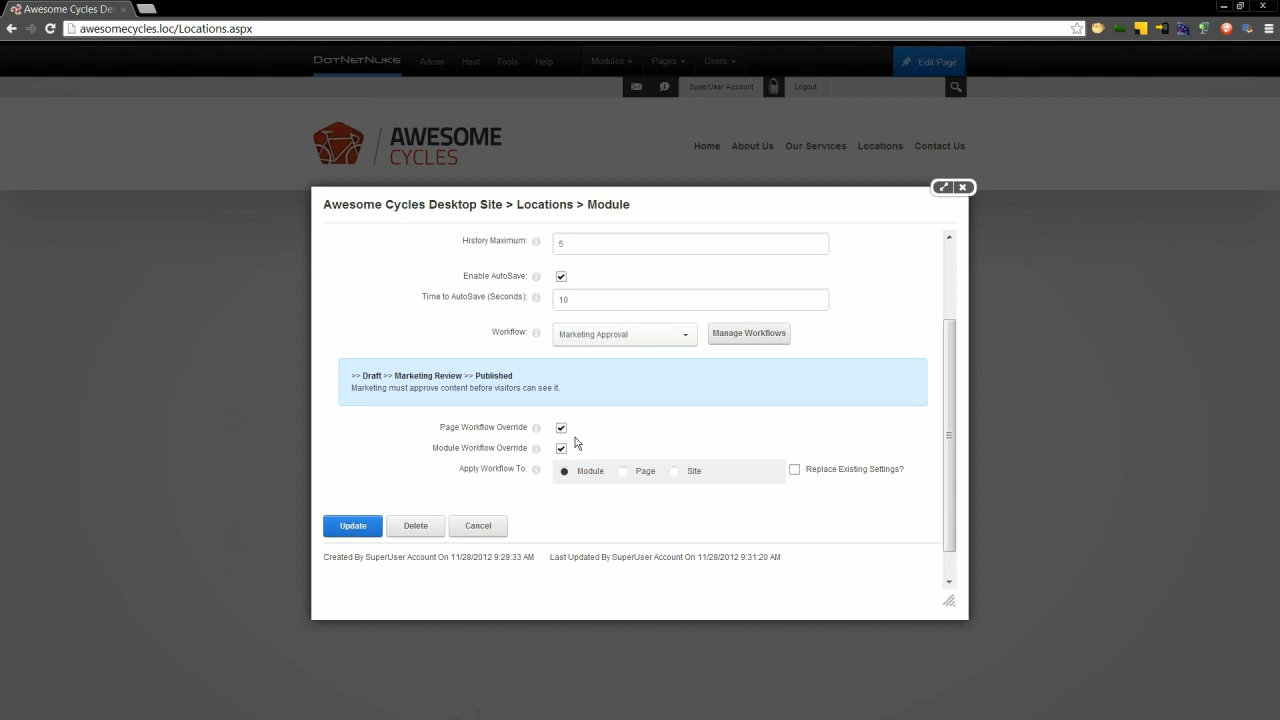 Awesome Cycles Des
awesomecycles.loc/Locations.aspx
DOTNETNUKE Admin Host Tools Help Modules Pages Users Edit Page
SuperUser Account Logout
AWESOME
CYCLES
Home About Us Our Services Locations Contact Us
Awesome Cycles Desktop Site > Locations > Module
History Maximum: 5
Enable AutoSave:
Time to AutoSave (Seconds): 10
Workflow: Marketing Approval Manage Workflows
>> Draft >> Marketing Review >> Published
Marketing must approve content before visitors can see it.
Page Workflow Override
Module Workflow Override
Apply Workflow To: Module Page Site Replace Existing Settings?
Update Delete Cancel
Created By SuperUser Account On 11/28/2012 9:29:33 AM Last Updated By SuperUser Account On 11/28/2012 9:31:20 AM